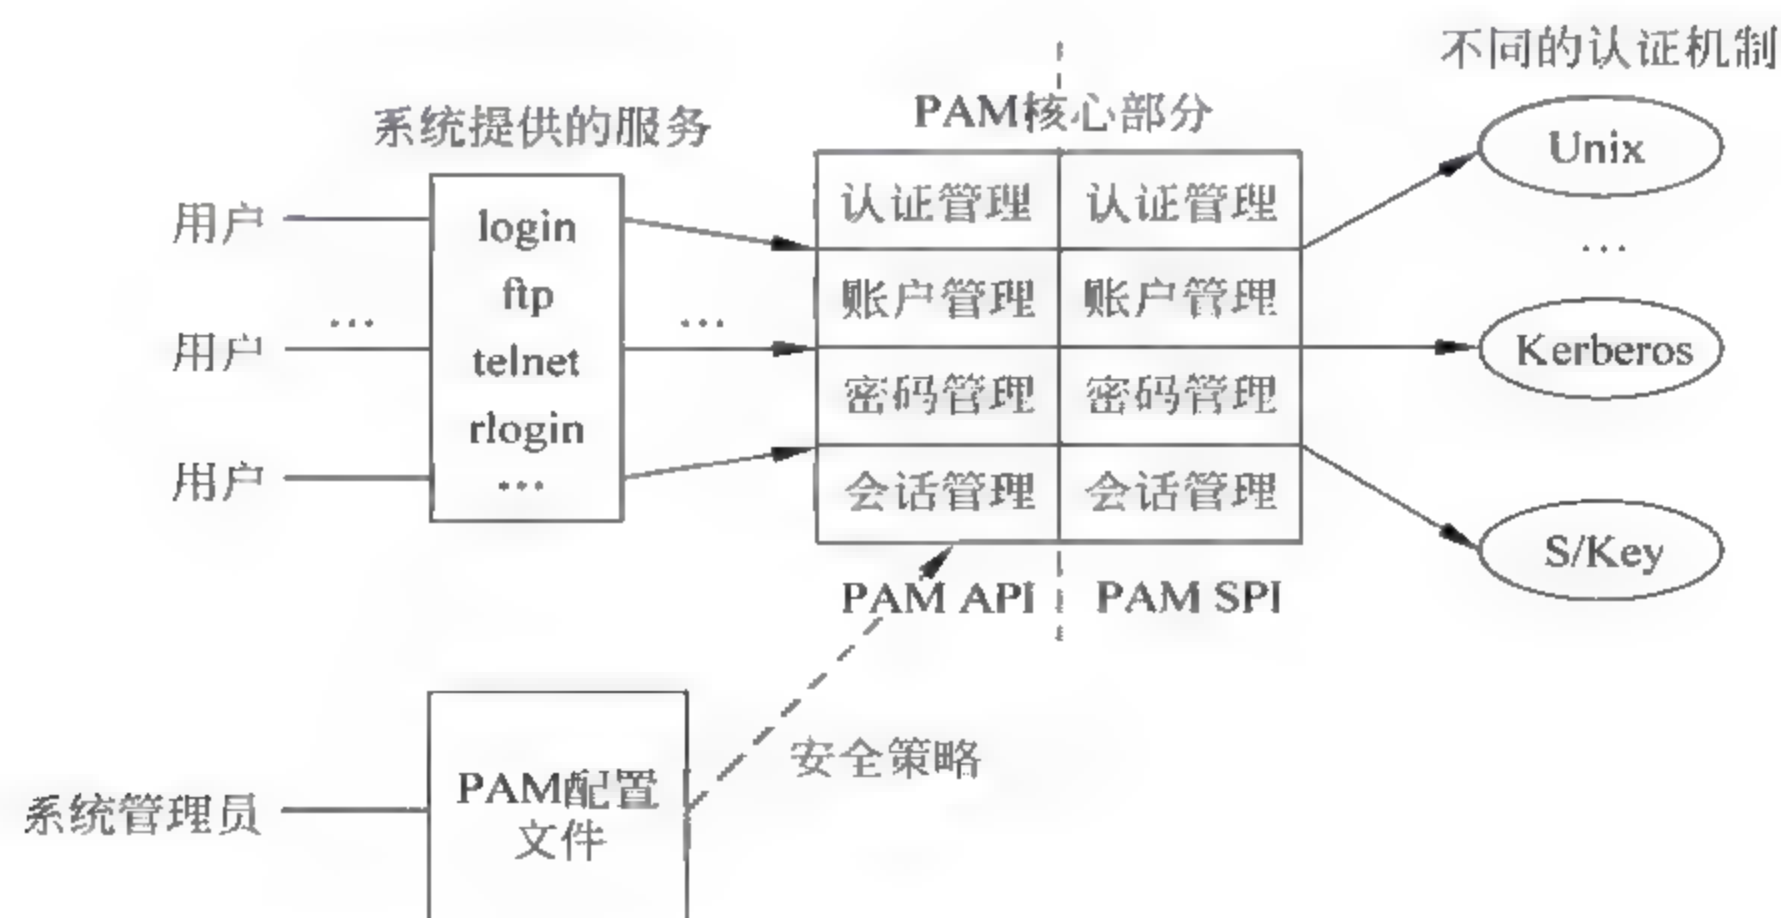 不同的认证机制
系统提供的服务
PAM核心部分
用户
…
用户
用户
login
ftp
telnet
rlogin
…
…
认证管理 认证管理
账户管理 账户管理
密码管理 密码管理
会话管理 会话管理
PAM API PAM SPI
Unix
…
Kerberos
S/Key
安全策略
系统管理员
PAM配置
文件